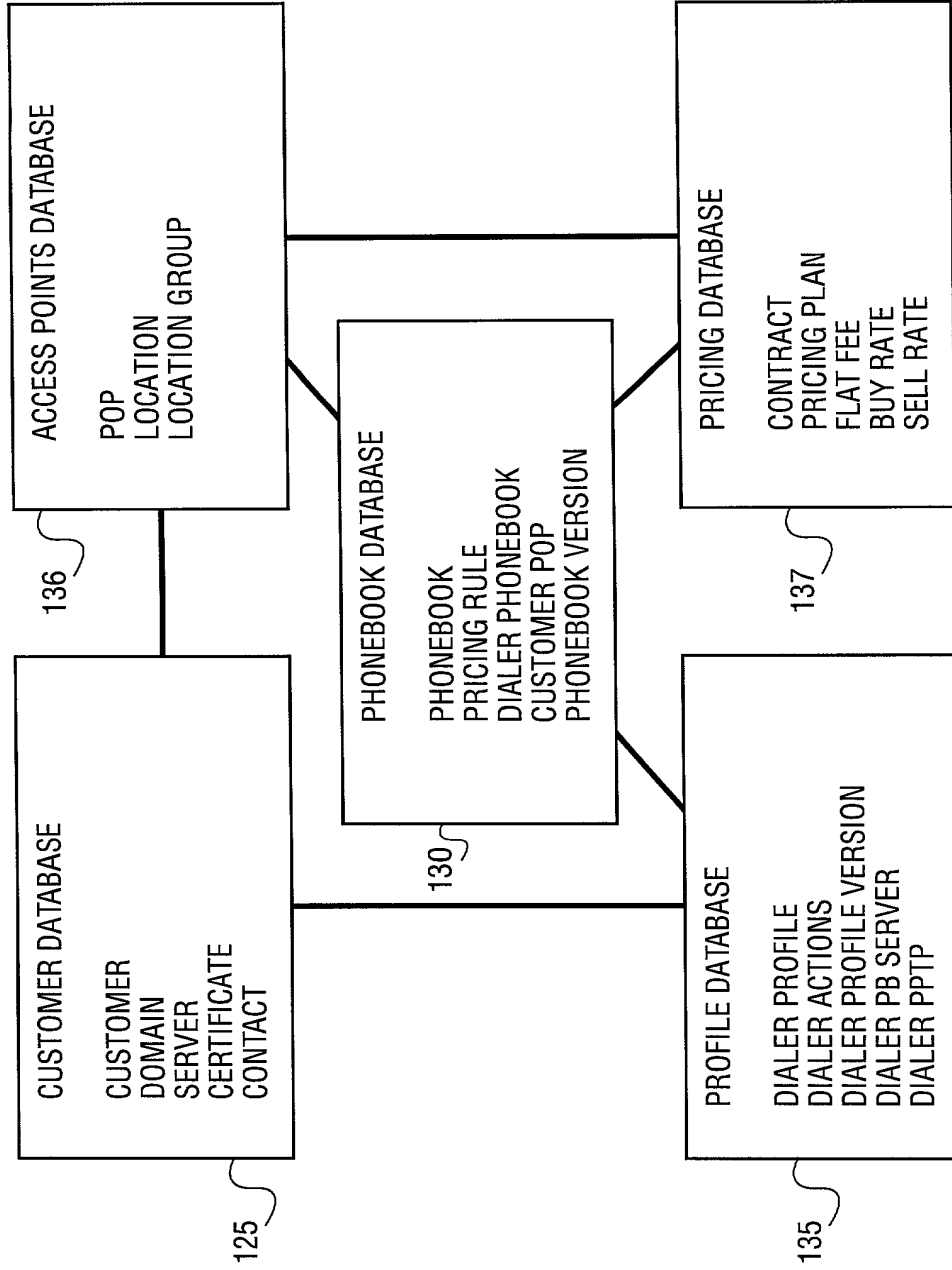 CUSTOMER DATABASE
CUSTOMER
DOMAIN
SERVER
CERTIFICATE
CONTACT
125
ACCESS POINTS DATABASE
POP
LOCATION
LOCATION GROUP
136
PHONEBOOK DATABASE
PHONEBOOK
PRICING RULE
DIALER PHONEBOOK
CUSTOMER POP
PHONEBOOK VERSION
130
PROFILE DATABASE
DIALER PROFILE
DIALER ACTIONS
DIALER PROFILE VERSION
DIALER PB SERVER
DIALER PPTP
135
PRICING DATABASE
CONTRACT
PRICING PLAN
FLAT FEE
BUY RATE
SELL RATE
137